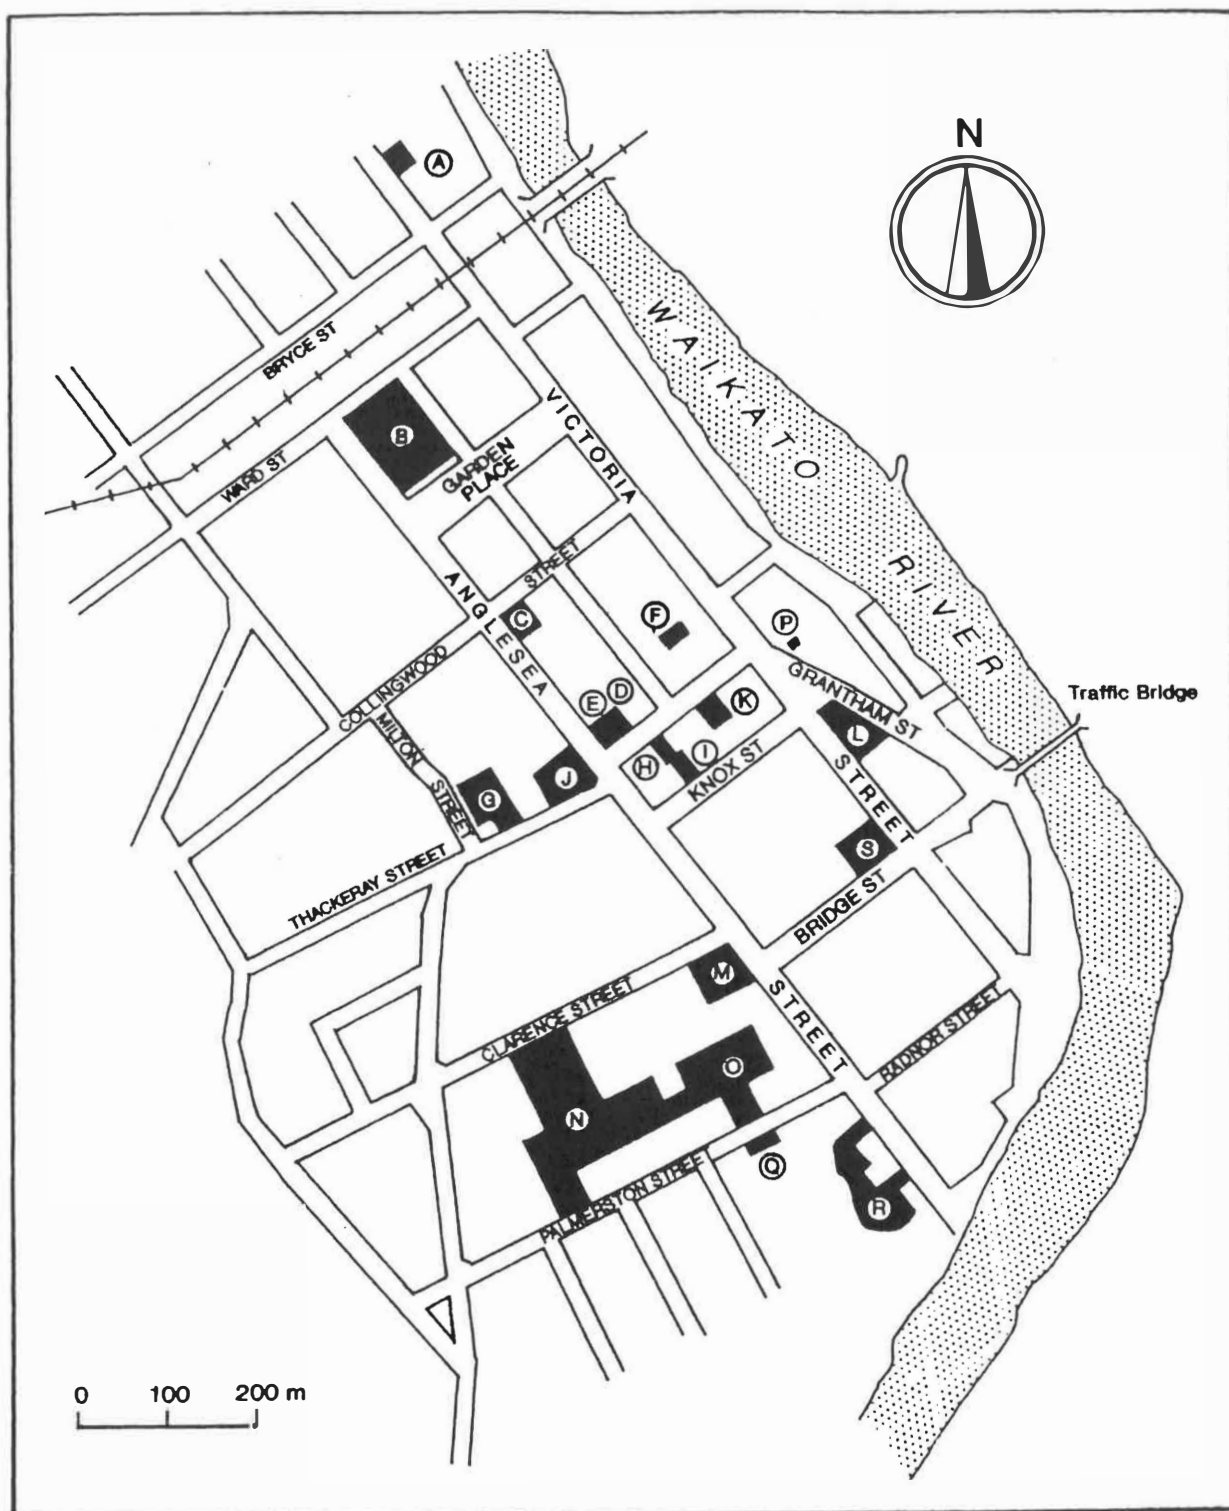 N
A
BRYCE ST
WAIKATO RIVER
B
WARD ST
GARDEN
PLACE
VICTORIA STREET
ANGLESEA STREET
COLLINGWOOD STREET
C
F
P
E
D
GRANTHAM ST
Traffic Bridge
K
L
H
I
KNOX ST
MILTON STREET
G
J
S
THACKERAY STREET
BRIDGE ST
M
CLARENCE STREET
RADNOR STREET
O
N
Q
PALMERSTON STREE
R
0 100 200 m